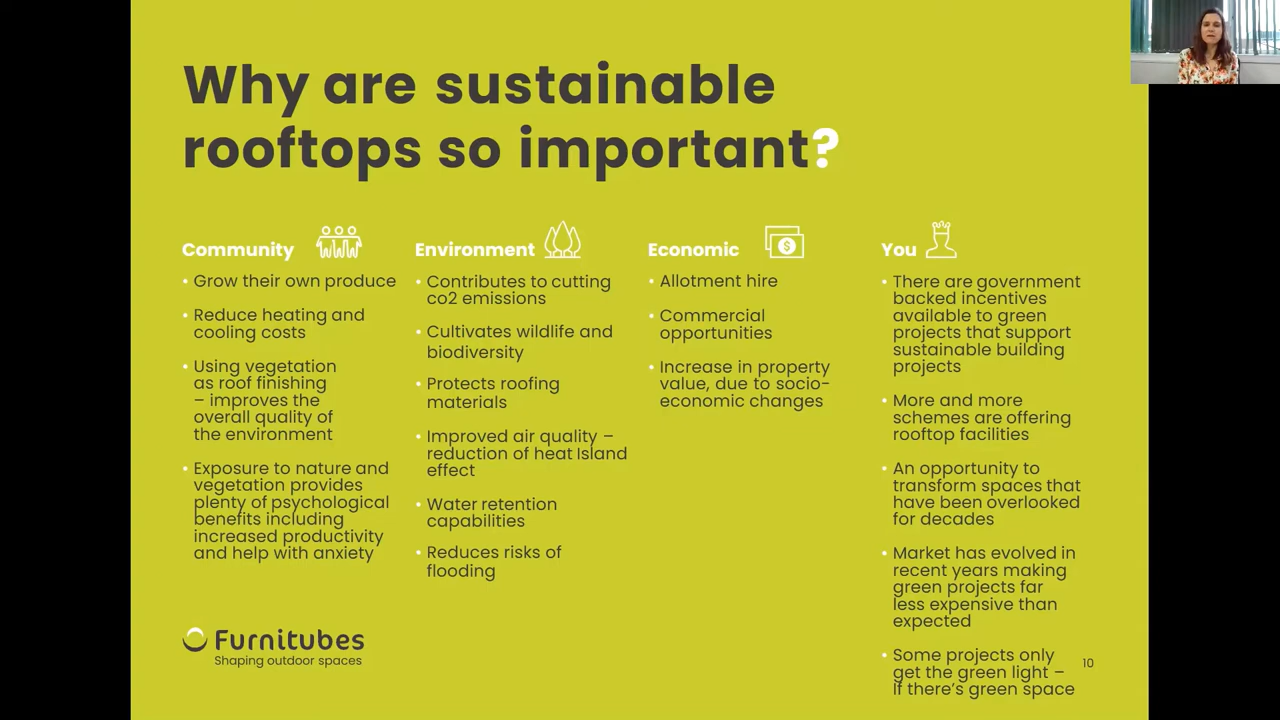 Why are sustainable
rooftops so important?
Community
• Grow their own produce
• Reduce heating and
cooling costs
• Using vegetation
as roof finishing
– improves the
overall quality of
the environment
• Exposure to nature and
vegetation provides
plenty of psychological
benefits including
increased productivity
and help with anxiety
Environment
• Contributes to cutting
co2 emissions
• Cultivates wildlife and
biodiversity
• Protects roofing
materials
• Improved air quality –
reduction of heat Island
effect
• Water retention
capabilities
• Reduces risks of
flooding
Economic
• Allotment hire
• Commercial
opportunities
• Increase in property
value, due to socio-
economic changes
You
• There are government
backed incentives
available to green
projects that support
sustainable building
projects
• More and more
schemes are offering
rooftop facilities
• An opportunity to
transform spaces that
have been overlooked
for decades
• Market has evolved in
recent years making
green projects far
less expensive than
expected
• Some projects only
get the green light –
If there's green space
Furnitubes
Shaping outdoor spaces
10